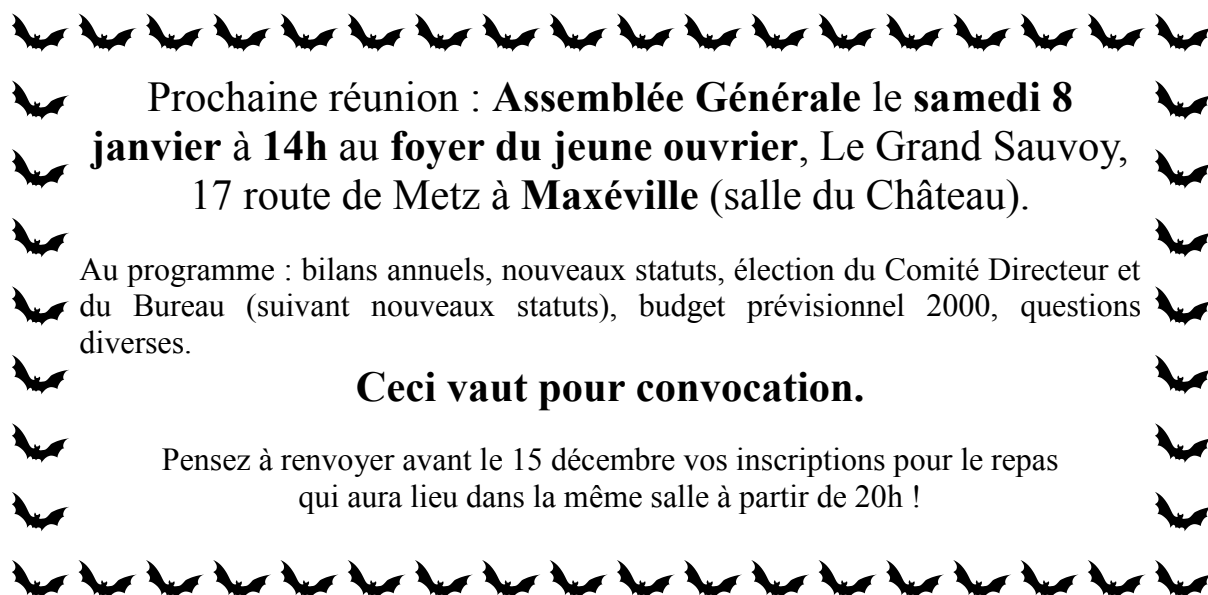 Prochaine réunion : Assemblée Générale le samedi 8
janvier à 14h au foyer du jeune ouvrier, Le Grand Sauvoy,
17 route de Metz à Maxéville (salle du Château).
Au programme : bilans annuels, nouveaux statuts, élection du Comité Directeur et
du Bureau (suivant nouveaux statuts), budget prévisionnel 2000, questions
diverses.
Ceci vaut pour convocation.
Pensez à renvoyer avant le 15 décembre vos inscriptions pour le repas
qui aura lieu dans la même salle à partir de 20h !